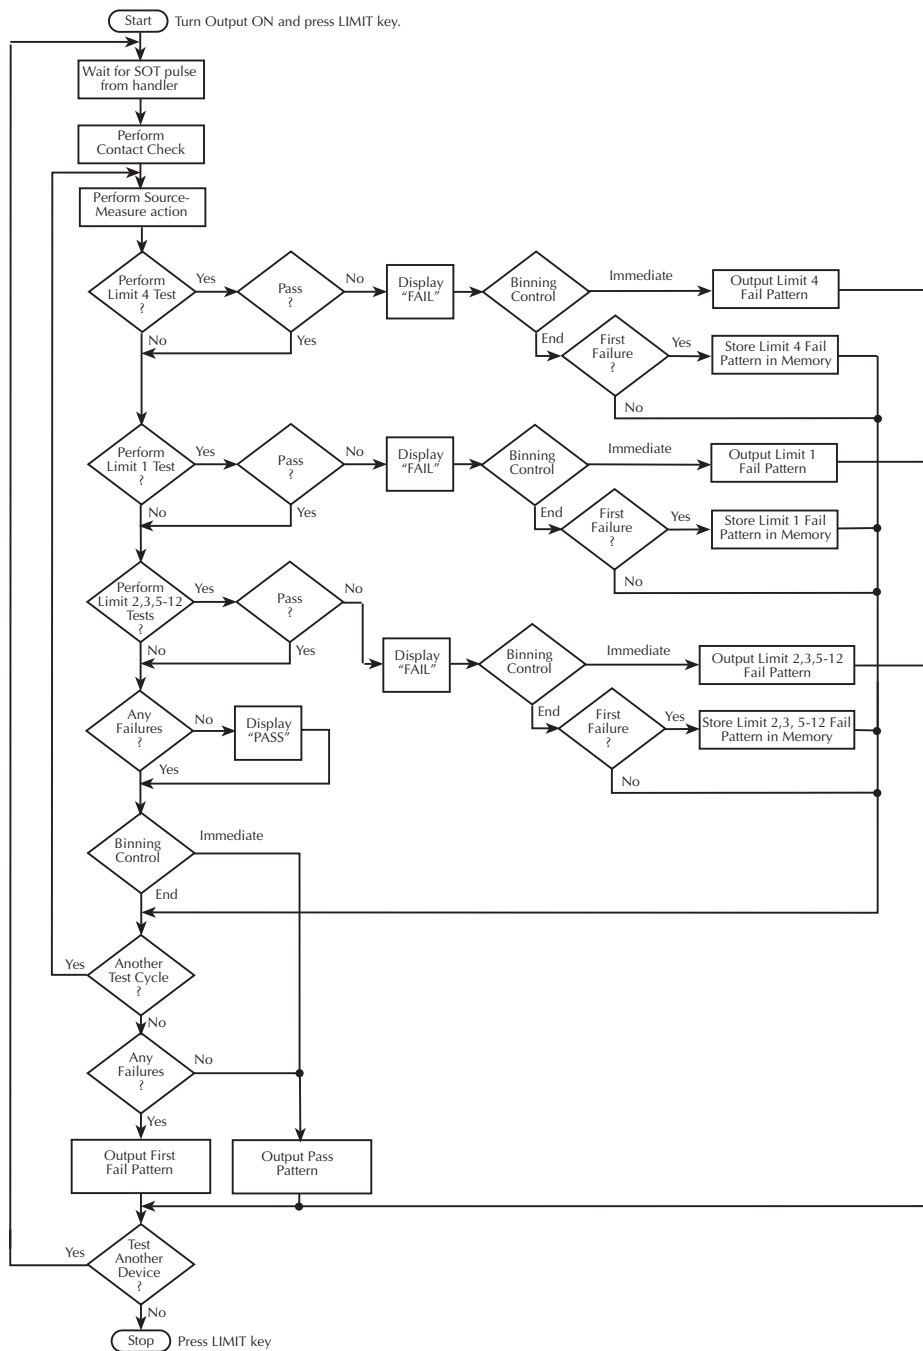 Start
Turn Output ON and press LIMIT key.
Wait for SOT pulse
from handler
Perform
Contact Check
Perform Source-
Measure action
Perform
Limit 4 Test
?
Yes
Pass
?
No
Display
“FAIL”
Binning
Control
Immediate
Output Limit 4
Fail Pattern
No
Yes
End
First
Failure
?
Yes
Store Limit 4 Fail
Pattern in Memory
No
Perform
Limit 1 Test
?
Yes
Pass
?
No
Display
“FAIL”
Binning
Control
Immediate
Output Limit 1
Fail Pattern
No
Yes
End
First
Failure
?
Yes
Store Limit 1 Fail
Pattern in Memory
No
Perform
Limit 2,3,5-12
Tests
?
Yes
Pass
?
No
Display
“FAIL”
Binning
Control
Immediate
Output Limit 2,3,5-12
Fail Pattern
No
Yes
End
First
Failure
?
Yes
Store Limit 2,3, 5-12 Fail
Pattern in Memory
No
Any
Failures
?
No
Display
“PASS”
Yes
Binning
Control
Immediate
End
Another
Test Cycle
?
Yes
No
Any
Failures
?
No
Yes
Output First
Fail Pattern
Output Pass
Pattern
Test
Another
Device
?
Yes
No
Stop
Press LIMIT key